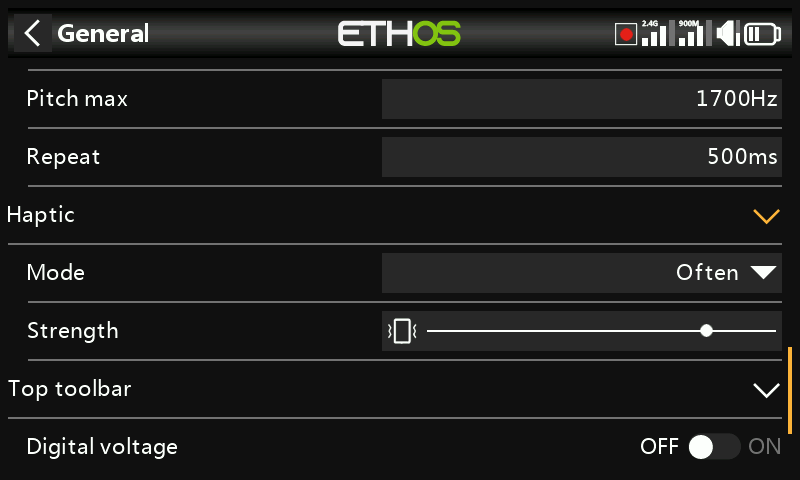 General
ETHOS
2.4G 900M
Pitch max 1700Hz
Repeat 500ms
Haptic
Mode Often
Strength
Top toolbar
Digital voltage OFF ON